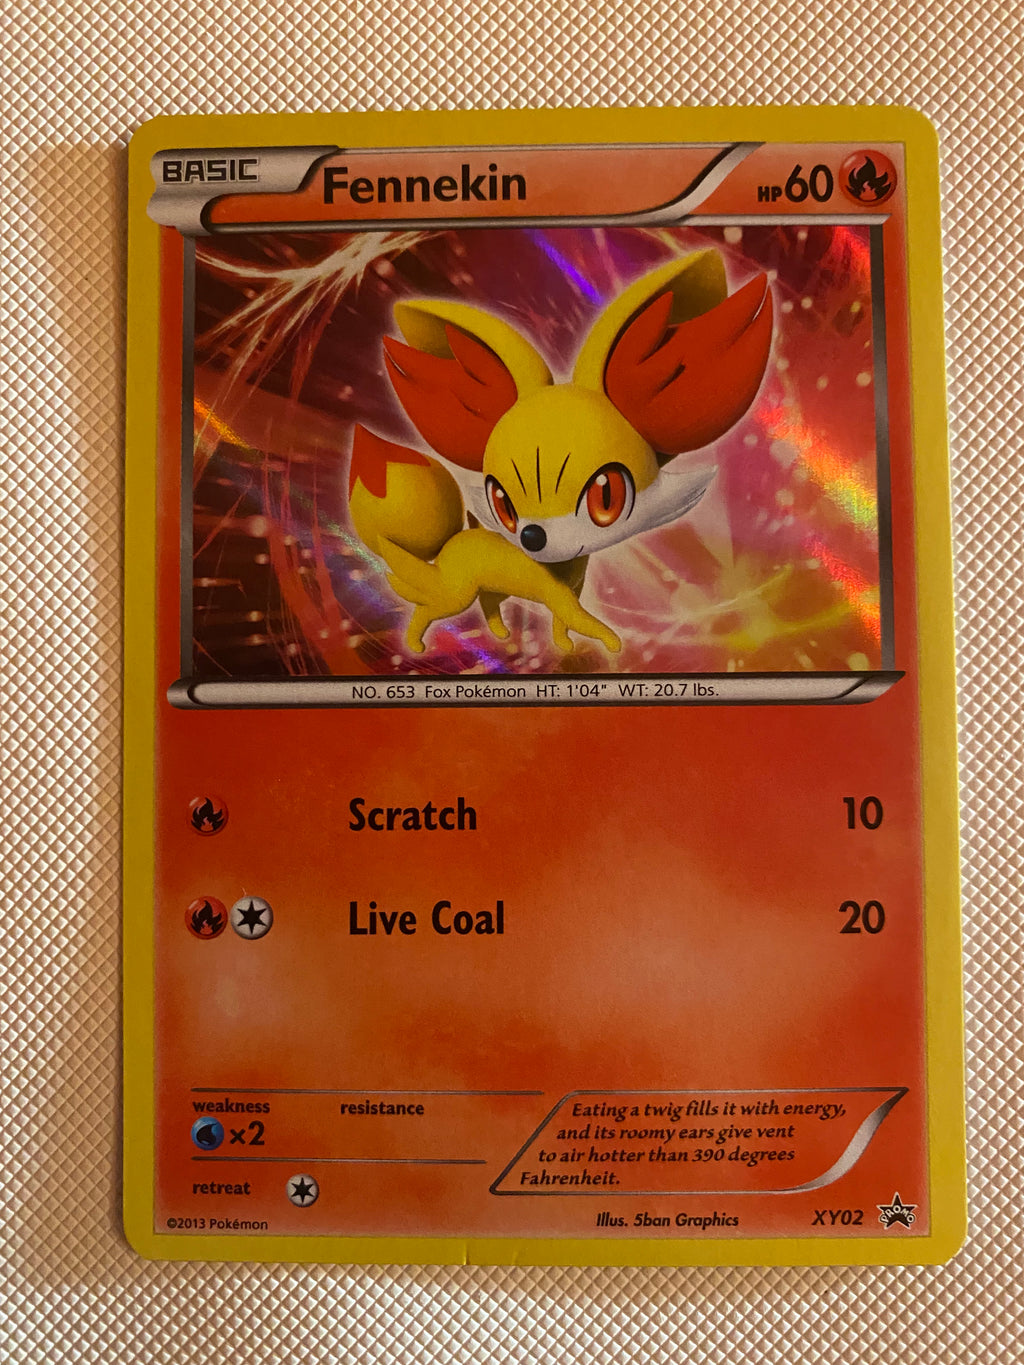 BASIC
Fennekin
HP60
NO. 653 Fox Pokémon HT: 1'04" WT: 20.7 lbs.
Scratch 10
Live Coal 20
weakness resistance
×2
retreat
Eating a twig fills it with energy,
and its roomy ears give vent
to air hotter than 390 degrees
Fahrenheit.
©2013 Pokémon
Illus. 5ban Graphics
XY02
PROMO